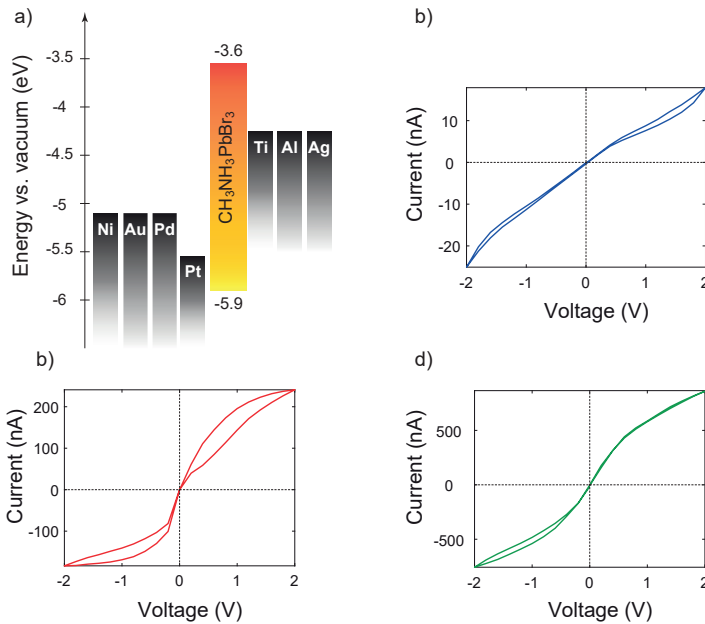 a)
Energy vs. vacuum (eV)
-3.5
-4
-4.5
-5
-5.5
-6
-3.6
CH3NH3PbBr3
-5.9
Ni
Au
Pd
Pt
Ti
Al
Ag
b)
Current (nA)
10
0
-10
-20
-2
-1
0
1
2
Voltage (V)
b)
Current (nA)
200
100
0
-100
-2
-1
0
1
2
Voltage (V)
d)
Current (nA)
500
0
-500
-2
-1
0
1
2
Voltage (V)